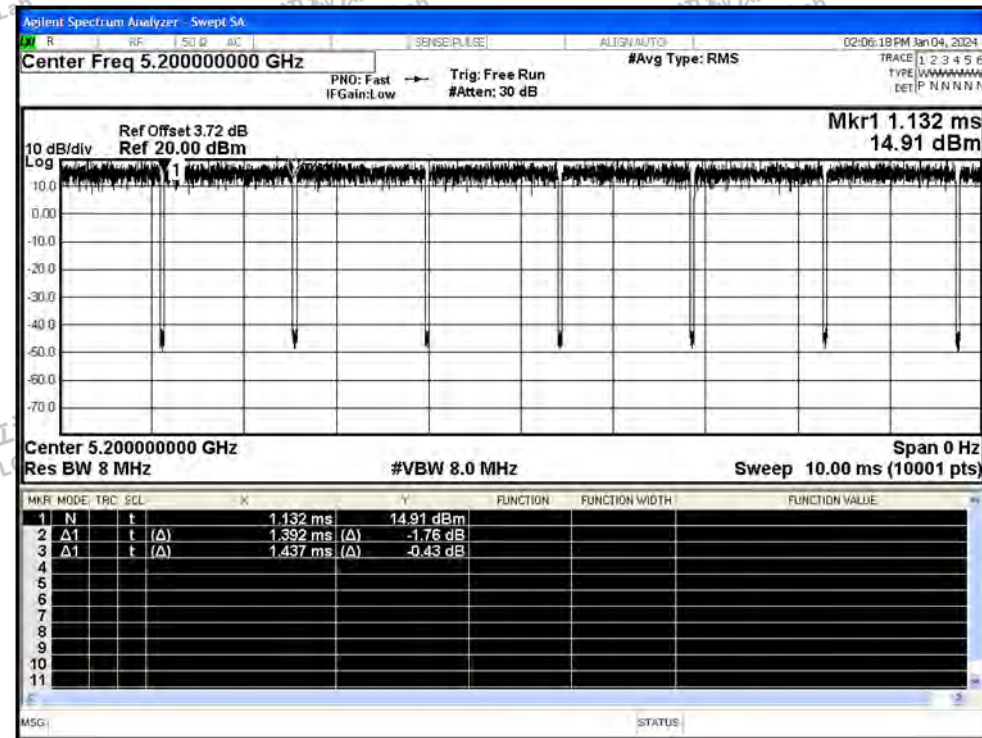 Agilent Spectrum Analyzer - Swept SA
LXI R RF 50 Ω AC SENSE:PULSE ALIGNAUTO 02:06:18 PM Jan 04, 2024
Center Freq 5.200000000 GHz #Avg Type: RMS TRACE 1 2 3 4 5 6
PNO: Fast Trig: Free Run TYPE WWWWWW
IFGain:Low #Atten: 30 dB DET P N N N N N
Mkr1 1.132 ms
Ref Offset 3.72 dB
10 dB/div Ref 20.00 dBm 14.91 dBm
Log
1
10.0
0.00
-10.0
-20.0
-30.0
-40.0
-50.0
-60.0
-70.0
Center 5.200000000 GHz Span 0 Hz
Res BW 8 MHz #VBW 8.0 MHz Sweep 10.00 ms (10001 pts)
MKR MODE TRC SCL X Y FUNCTION FUNCTION WIDTH FUNCTION VALUE
1 N t 1.132 ms 14.91 dBm
2 Δ1 t (Δ) 1.392 ms (Δ) -1.76 dB
3 Δ1 t (Δ) 1.437 ms (Δ) -0.43 dB
4
5
6
7
8
9
10
11
MSG STATUS